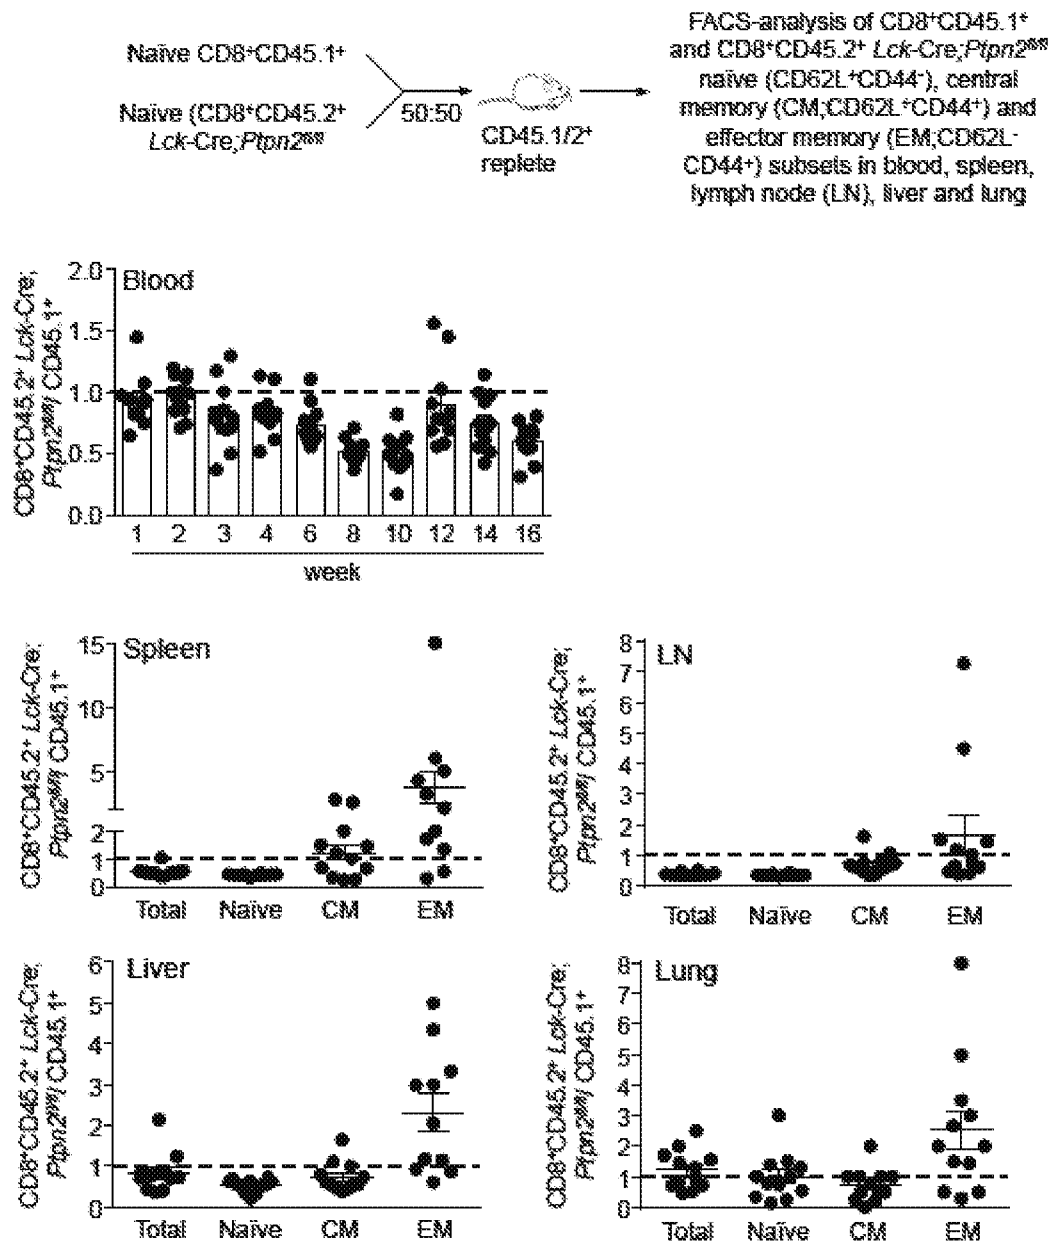 Naïve CD8⁺CD45.1⁺
Naïve (CD8⁺CD45.2⁺
Lck-Cre;Ptpn2ᶠˡ/ᶠˡ
50:50
CD45.1/2⁺
replete
FACS-analysis of CD8⁺CD45.1⁺
and CD8⁺CD45.2⁺ Lck-Cre;Ptpn2ᶠˡ/ᶠˡ
naïve (CD62L⁺CD44⁻), central
memory (CM;CD62L⁺CD44⁺) and
effector memory (EM;CD62L⁻
CD44⁺) subsets in blood, spleen,
lymph node (LN), liver and lung
CD8⁺CD45.2⁺ Lck-Cre;
Ptpn2ᶠˡ/ᶠˡ/ CD45.1⁺
Blood
2.0
1.5
1.0
0.5
0.0
1 2 3 4 6 8 10 12 14 16
week
CD8⁺CD45.2⁺ Lck-Cre;
Ptpn2ᶠˡ/ᶠˡ/ CD45.1⁺
Spleen
15
10
5
2
1
0
Total Naïve CM EM
CD8⁺CD45.2⁺ Lck-Cre;
Ptpn2ᶠˡ/ᶠˡ/ CD45.1⁺
LN
8
7
6
5
4
3
2
1
0
Total Naïve CM EM
CD8⁺CD45.2⁺ Lck-Cre;
Ptpn2ᶠˡ/ᶠˡ/ CD45.1⁺
Liver
6
5
4
3
2
1
0
Total Naïve CM EM
CD8⁺CD45.2⁺ Lck-Cre;
Ptpn2ᶠˡ/ᶠˡ/ CD45.1⁺
Lung
8
7
6
5
4
3
2
1
0
Total Naïve CM EM